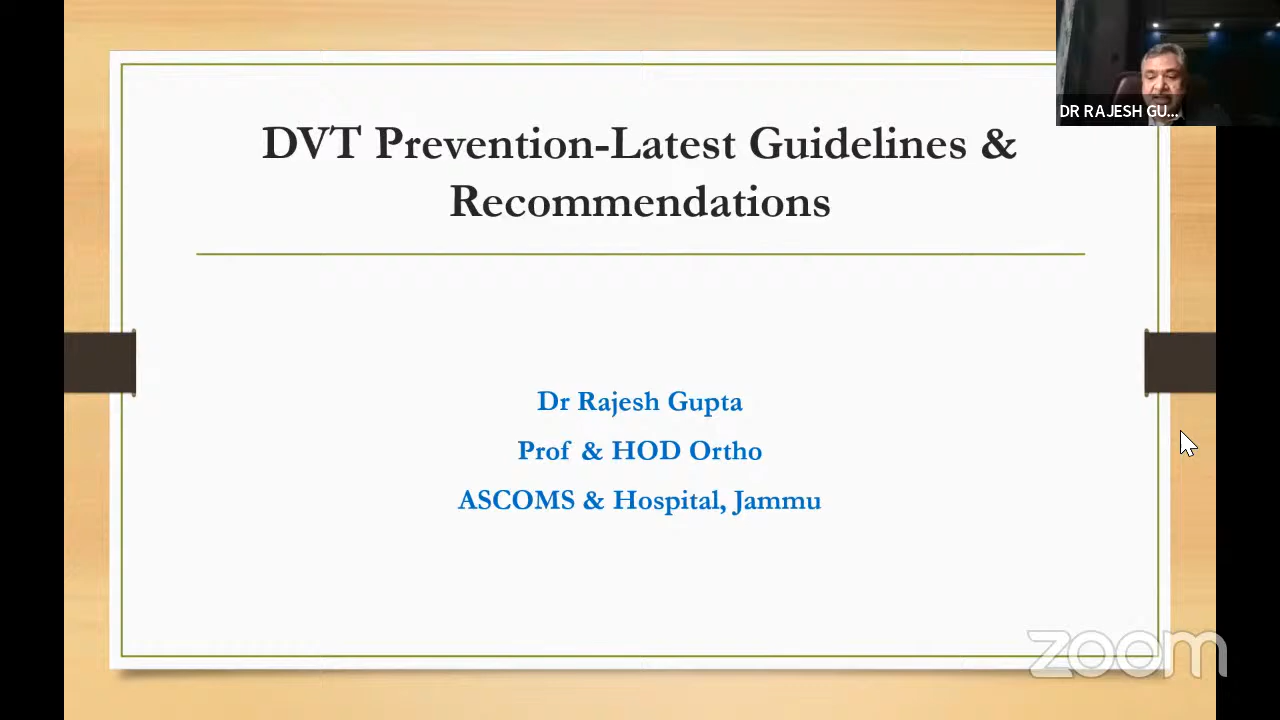 DVT Prevention-Latest Guidelines &
Recommendations
Dr Rajesh Gupta
Prof & HOD Ortho
ASCOMS & Hospital, Jammu
DR RAJESH GU...
zoom